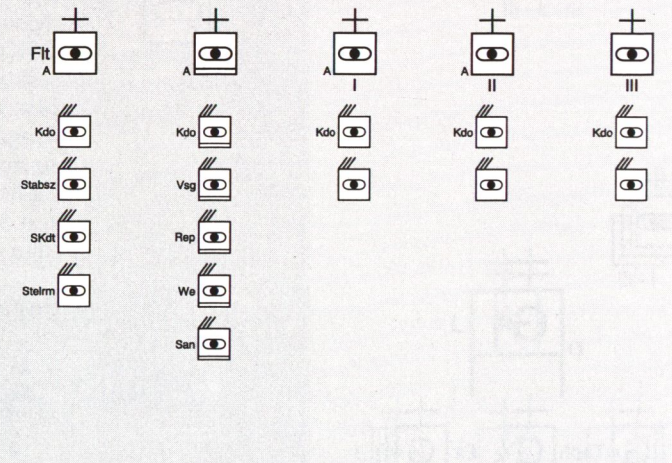 Flt
A
A
A
I
A
II
III
Kdo
Kdo
Kdo
Kdo
Kdo
Stabsz
Vsg
SKdt
Rep
Stelrm
We
San